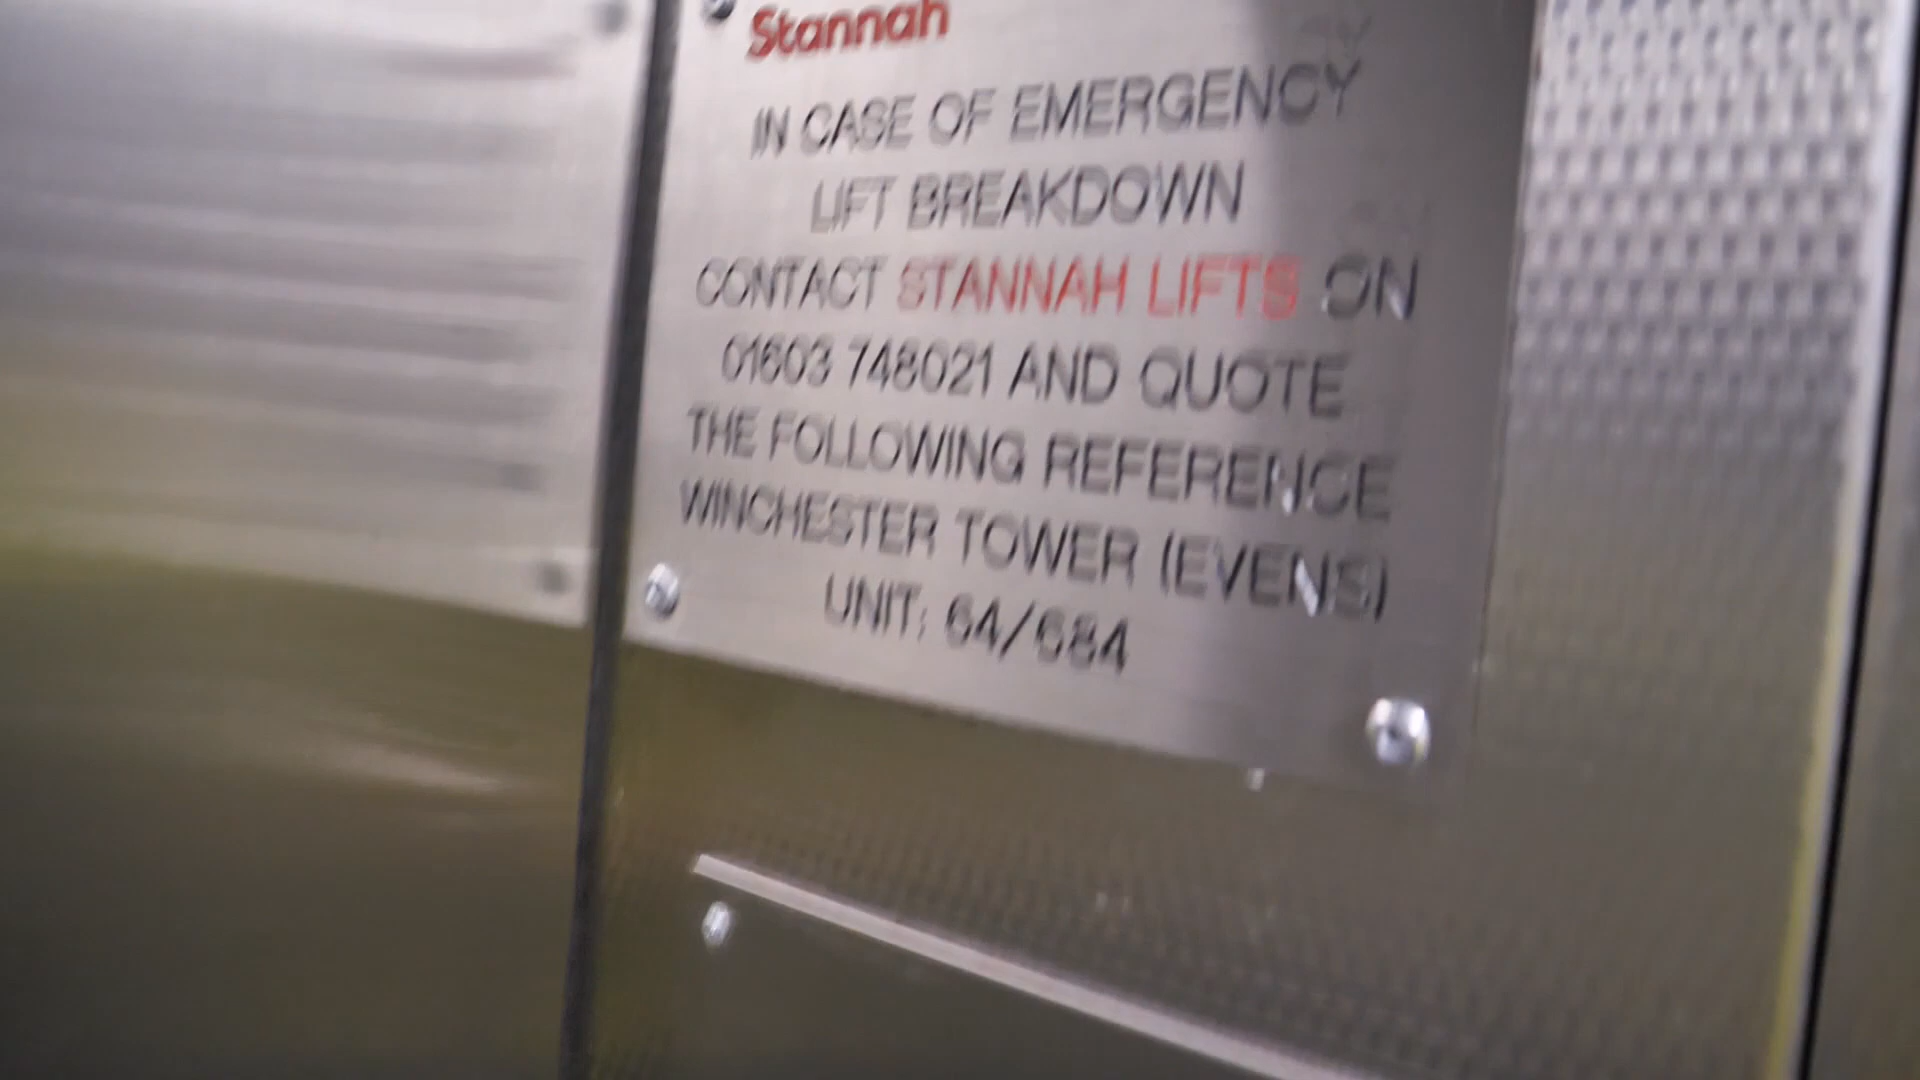 Stannah
IN CASE OF EMERGENCY
LIFT BREAKDOWN
CONTACT STANNAH LIFTS ON
01603 748021 AND QUOTE
THE FOLLOWING REFERENCE
WINCHESTER TOWER (EVENS)
UNIT: 64/684